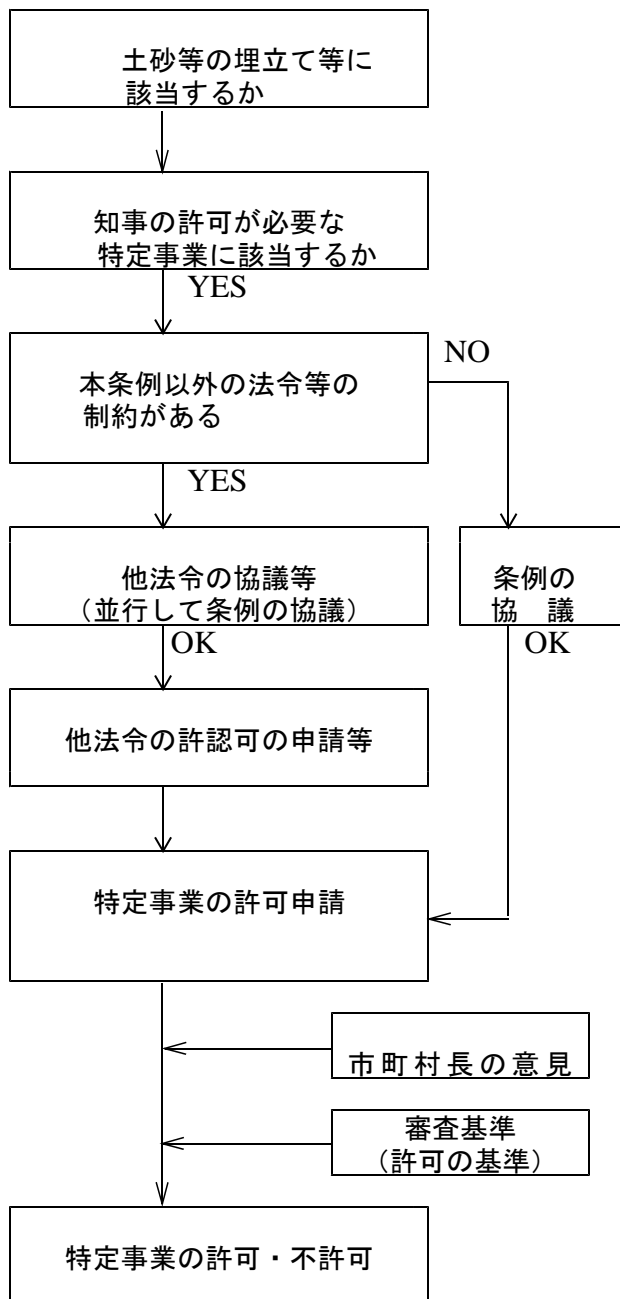 土砂等の埋立て等に
該当するか
知事の許可が必要な
特定事業に該当するか
YES
本条例以外の法令等の
制約がある
NO
YES
他法令の協議等
（並行して条例の協議）
OK
条例の
協　議
OK
他法令の許認可の申請等
特定事業の許可申請
市町村長の意見
審査基準
（許可の基準）
特定事業の許可・不許可